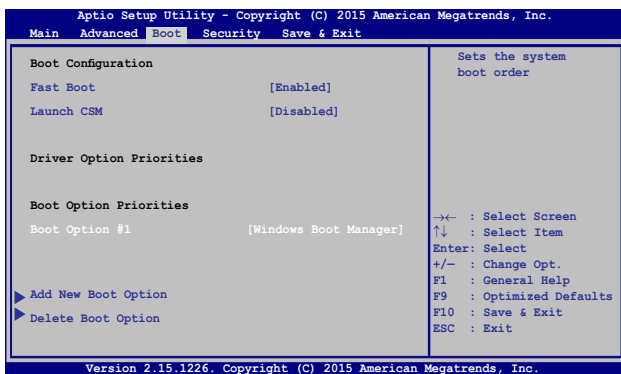 Aptio Setup Utility - Copyright (C) 2015 American Megatrends, Inc.
Main Advanced Boot Security Save & Exit
Boot Configuration
Fast Boot [Enabled]
Launch CSM [Disabled]
Driver Option Priorities
Boot Option Priorities
Boot Option #1 [Windows Boot Manager]
Add New Boot Option
Delete Boot Option
Sets the system
boot order
→← : Select Screen
↑↓ : Select Item
Enter: Select
+/— : Change Opt.
F1 : General Help
F9 : Optimized Defaults
F10 : Save & Exit
ESC : Exit
Version 2.15.1226. Copyright (C) 2015 American Megatrends, Inc.